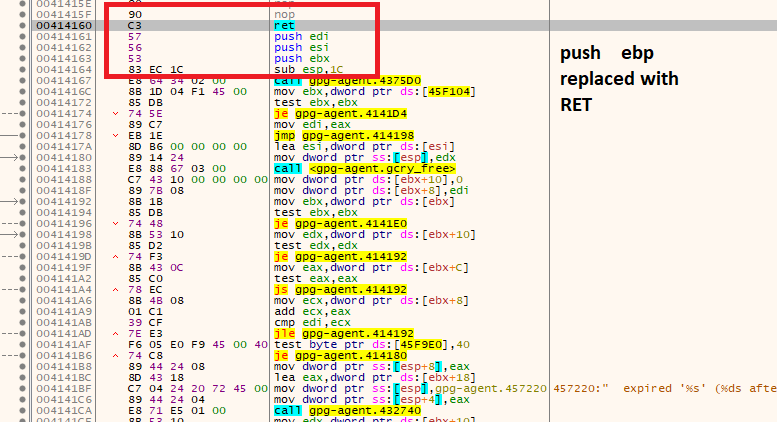 0041415E 90 nop
0041415F 90 nop
00414160 C3 ret
00414161 57 push edi
00414162 56 push esi
00414163 53 push ebx
00414164 83 EC 1C sub esp,1C
00414167 E8 64 34 02 00 call gpg-agent.4375D0
0041416C 8B 1D 04 F1 45 00 mov ebx,dword ptr ds:[45F104]
00414172 85 DB test ebx,ebx
00414174 74 5E je gpg-agent.4141D4
00414176 89 C7 mov edi,eax
00414178 EB 1E jmp gpg-agent.414198
0041417A 8D B6 00 00 00 00 lea esi,dword ptr ds:[esi]
00414180 89 14 24 mov dword ptr ss:[esp],edx
00414183 E8 88 67 03 00 call <gpg-agent.gcry_free>
00414188 C7 43 10 00 00 00 00 mov dword ptr ds:[ebx+10],0
0041418F 89 7B 08 mov dword ptr ds:[ebx+8],edi
00414192 8B 1B mov ebx,dword ptr ds:[ebx]
00414194 85 DB test ebx,ebx
00414196 74 48 je gpg-agent.4141E0
00414198 8B 53 10 mov edx,dword ptr ds:[ebx+10]
0041419B 85 D2 test edx,edx
0041419D 74 F3 je gpg-agent.414192
0041419F 8B 43 0C mov eax,dword ptr ds:[ebx+C]
004141A2 85 C0 test eax,eax
004141A4 78 EC js gpg-agent.414192
004141A6 8B 4B 08 mov ecx,dword ptr ds:[ebx+8]
004141A9 01 C1 add ecx,eax
004141AB 39 CF cmp edi,ecx
004141AD 7E E3 jle gpg-agent.414192
004141AF F6 05 E0 F9 45 00 40 test byte ptr ds:[45F9E0],40
004141B6 74 C8 je gpg-agent.414180
004141B8 89 44 24 08 mov dword ptr ss:[esp+8],eax
004141BC 8D 43 18 lea eax,dword ptr ds:[ebx+18]
004141BF C7 04 24 20 72 45 00 mov dword ptr ss:[esp],gpg-agent.457220 457220:" expired '%s' (%ds afte
004141C6 89 44 24 04 mov dword ptr ss:[esp+4],eax
004141CA E8 71 E5 01 00 call gpg-agent.432740
004141CF 8B 53 10 mov edx,dword ptr ds:[ebx+10]
push ebp
replaced with
RET